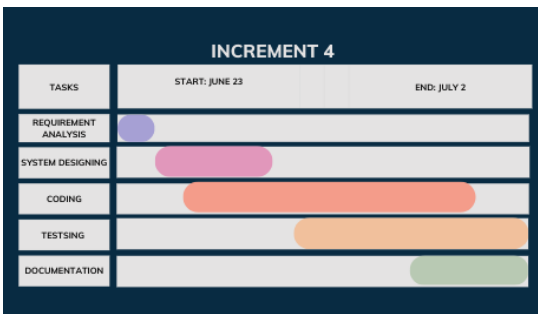 INCREMENT 4
TASKS
START: JUNE 23
END: JULY 2
REQUIREMENT
ANALYSIS
SYSTEM DESIGNING
CODING
TESTSING
DOCUMENTATION